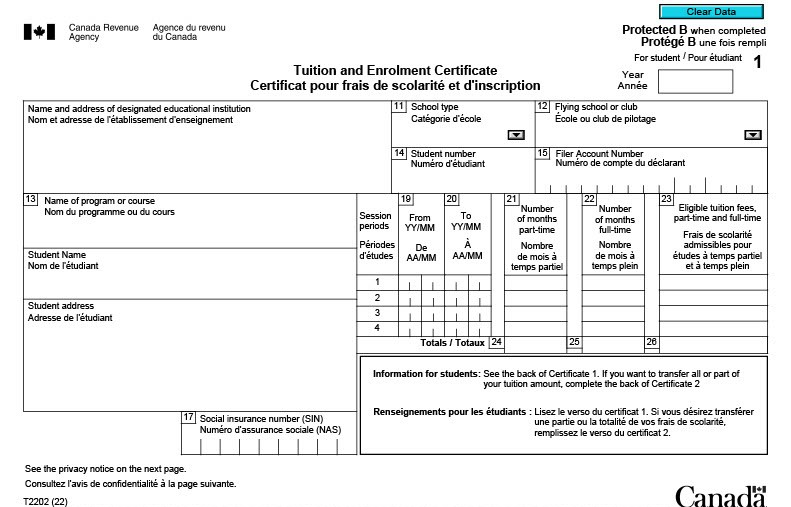 Clear Data
Canada Revenue Agence du revenu
Agency du Canada
Protected B when completed
Protégé B une fois rempli
For student / Pour étudiant 1
Tuition and Enrolment Certificate
Certificat pour frais de scolarité et d'inscription
Year
Année
Name and address of designated educational institution
Nom et adresse de l'établissement d'enseignement
11 School type
Catégorie d'école
12 Flying school or club
École ou club de pilotage
14 Student number
Numéro d'étudiant
15 Filer Account Number
Numéro de compte du déclarant
13 Name of program or course
Nom du programme ou du cours
Student Name
Nom de l'étudiant
Student address
Adresse de l'étudiant
Session
periods
Périodes
d'études
19
From
YY/MM
De
AA/MM
20
To
YY/MM
À
AA/MM
21
Number
of months
part-time
Nombre
de mois à
temps partiel
22
Number
of months
full-time
Nombre
de mois à
temps plein
23
Eligible tuition fees,
part-time and full-time
Frais de scolarité
admissibles pour
études à temps partiel
et à temps plein
1
2
3
4
Totals / Totaux 24 25 26
Information for students: See the back of Certificate 1. If you want to transfer all or part of
your tuition amount, complete the back of Certificate 2
Renseignements pour les étudiants : Lisez le verso du certificat 1. Si vous désirez transférer
une partie ou la totalité de vos frais de scolarité,
remplissez le verso du certificat 2.
17 Social insurance number (SIN)
Numéro d'assurance sociale (NAS)
See the privacy notice on the next page.
Consultez l'avis de confidentialité à la page suivante.
T2202 (22)
Canada